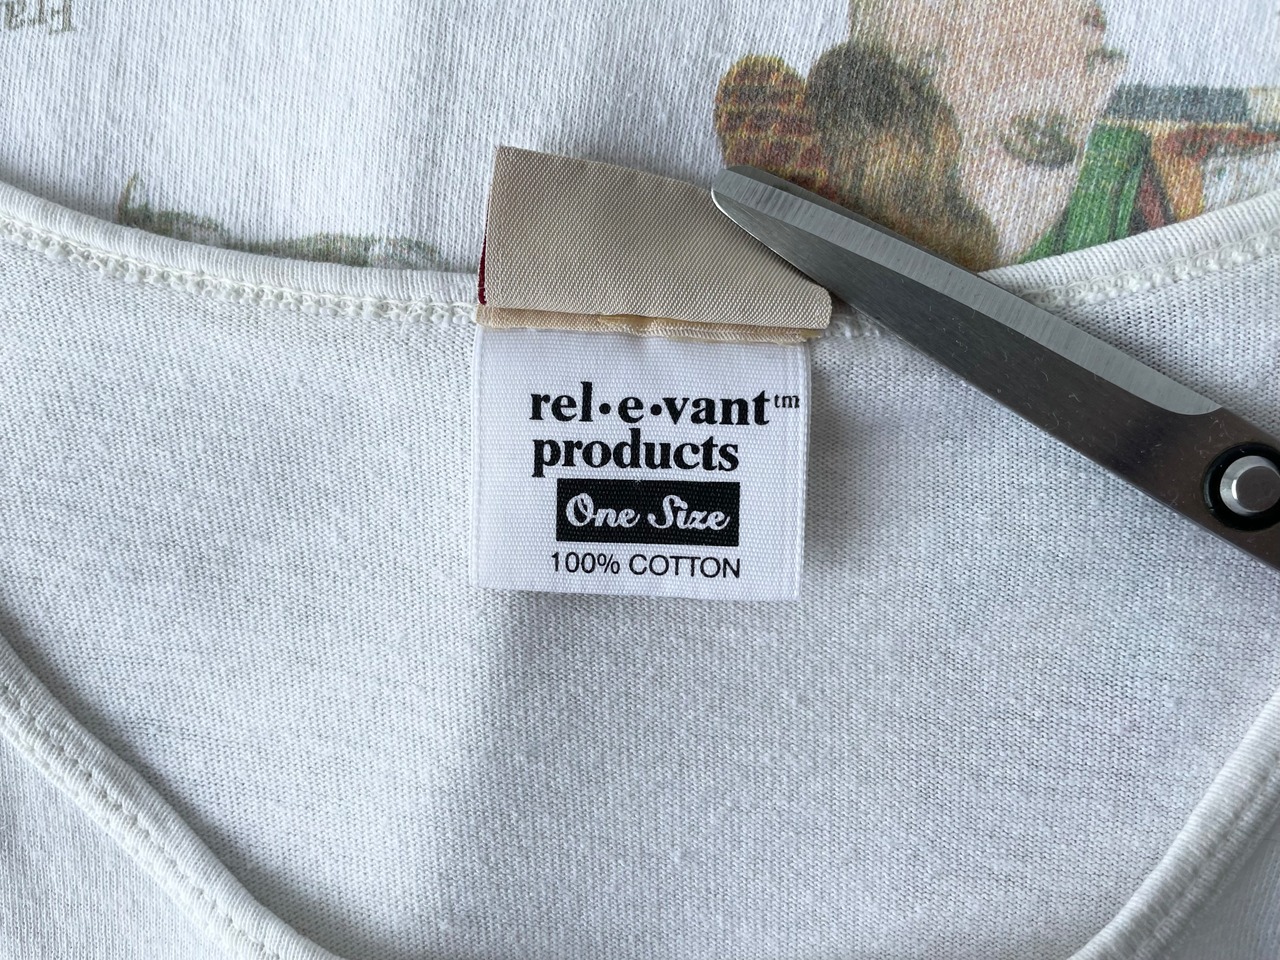 rel•e•vant™
products
One Size
100% COTTON